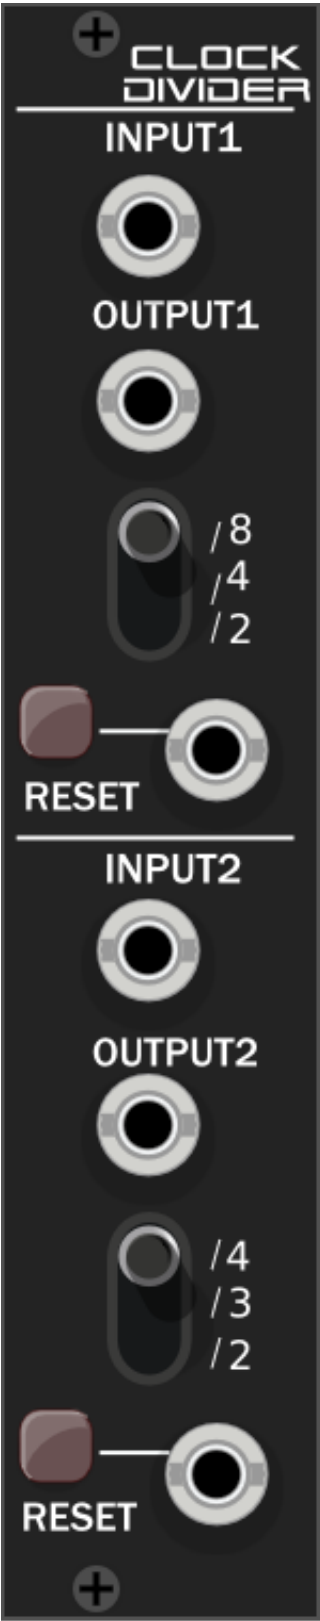 CLOCK
DIVIDER
INPUT1
OUTPUT1
/8
/4
/2
RESET
INPUT2
OUTPUT2
/4
/3
/2
RESET